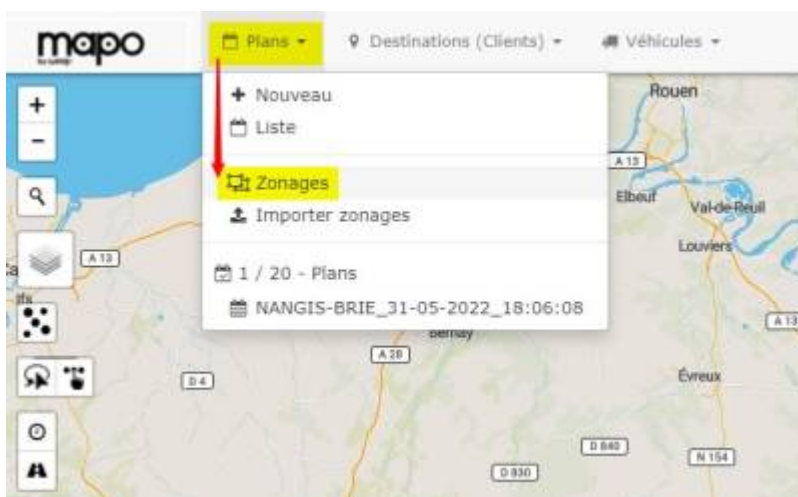 mapo
Plans
Destinations (Clients)
Véhicules
+
−
Nouveau
Liste
Zonages
Importer zonages
1 / 20 - Plans
NANGIS-BRIE_31-05-2022_18:06:08
Rouen
A 13
Elbeuf
Val-de-Reuil
Louviers
A 13
Ifs
Bernay
A 13
A 28
D 4
Évreux
D 840
D 830
N 154